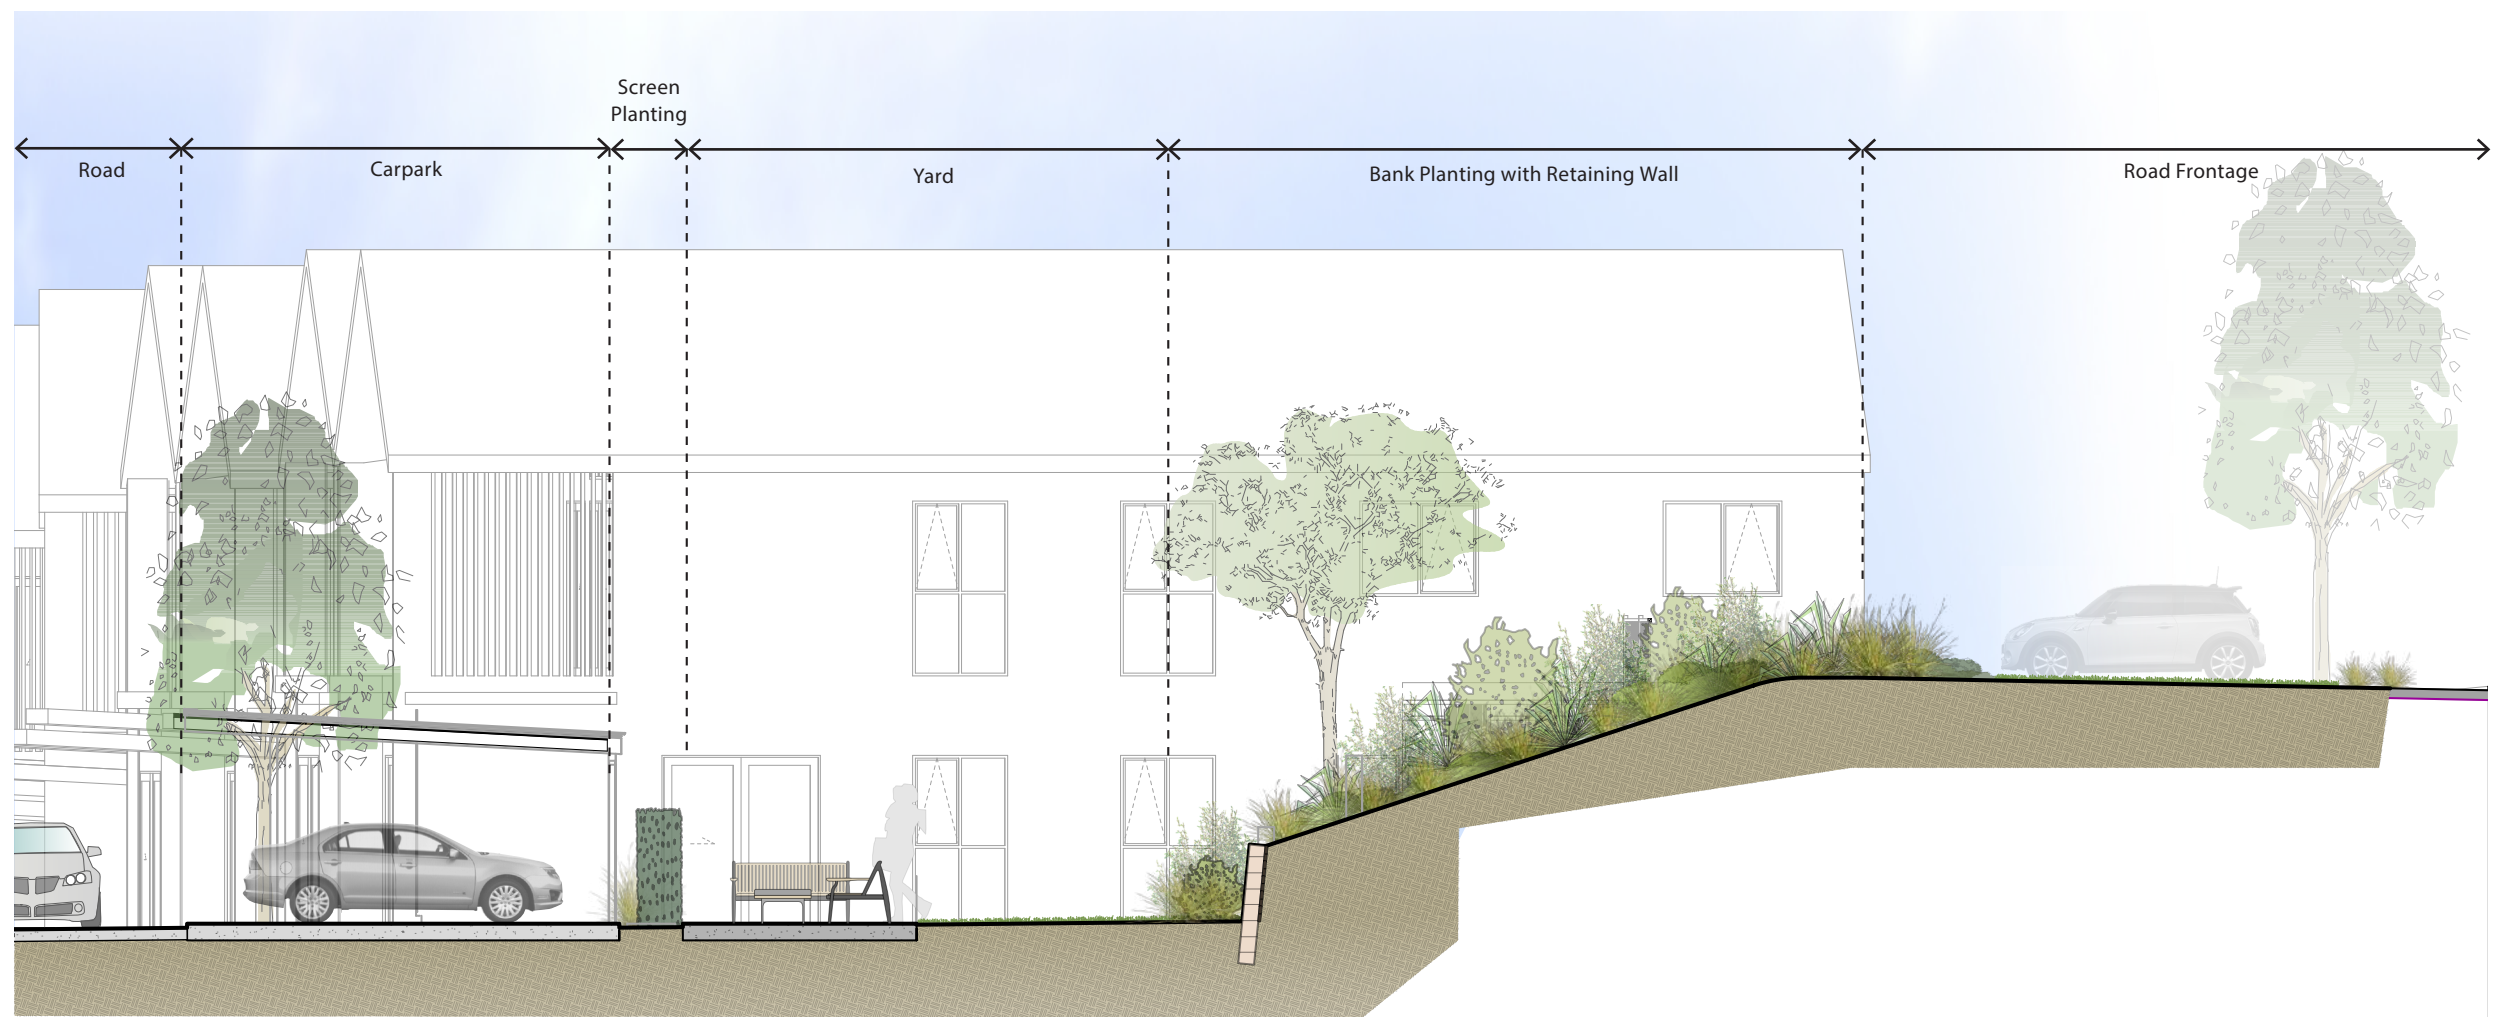 Screen
Planting
Road
Carpark
Yard
Bank Planting with Retaining Wall
Road Frontage